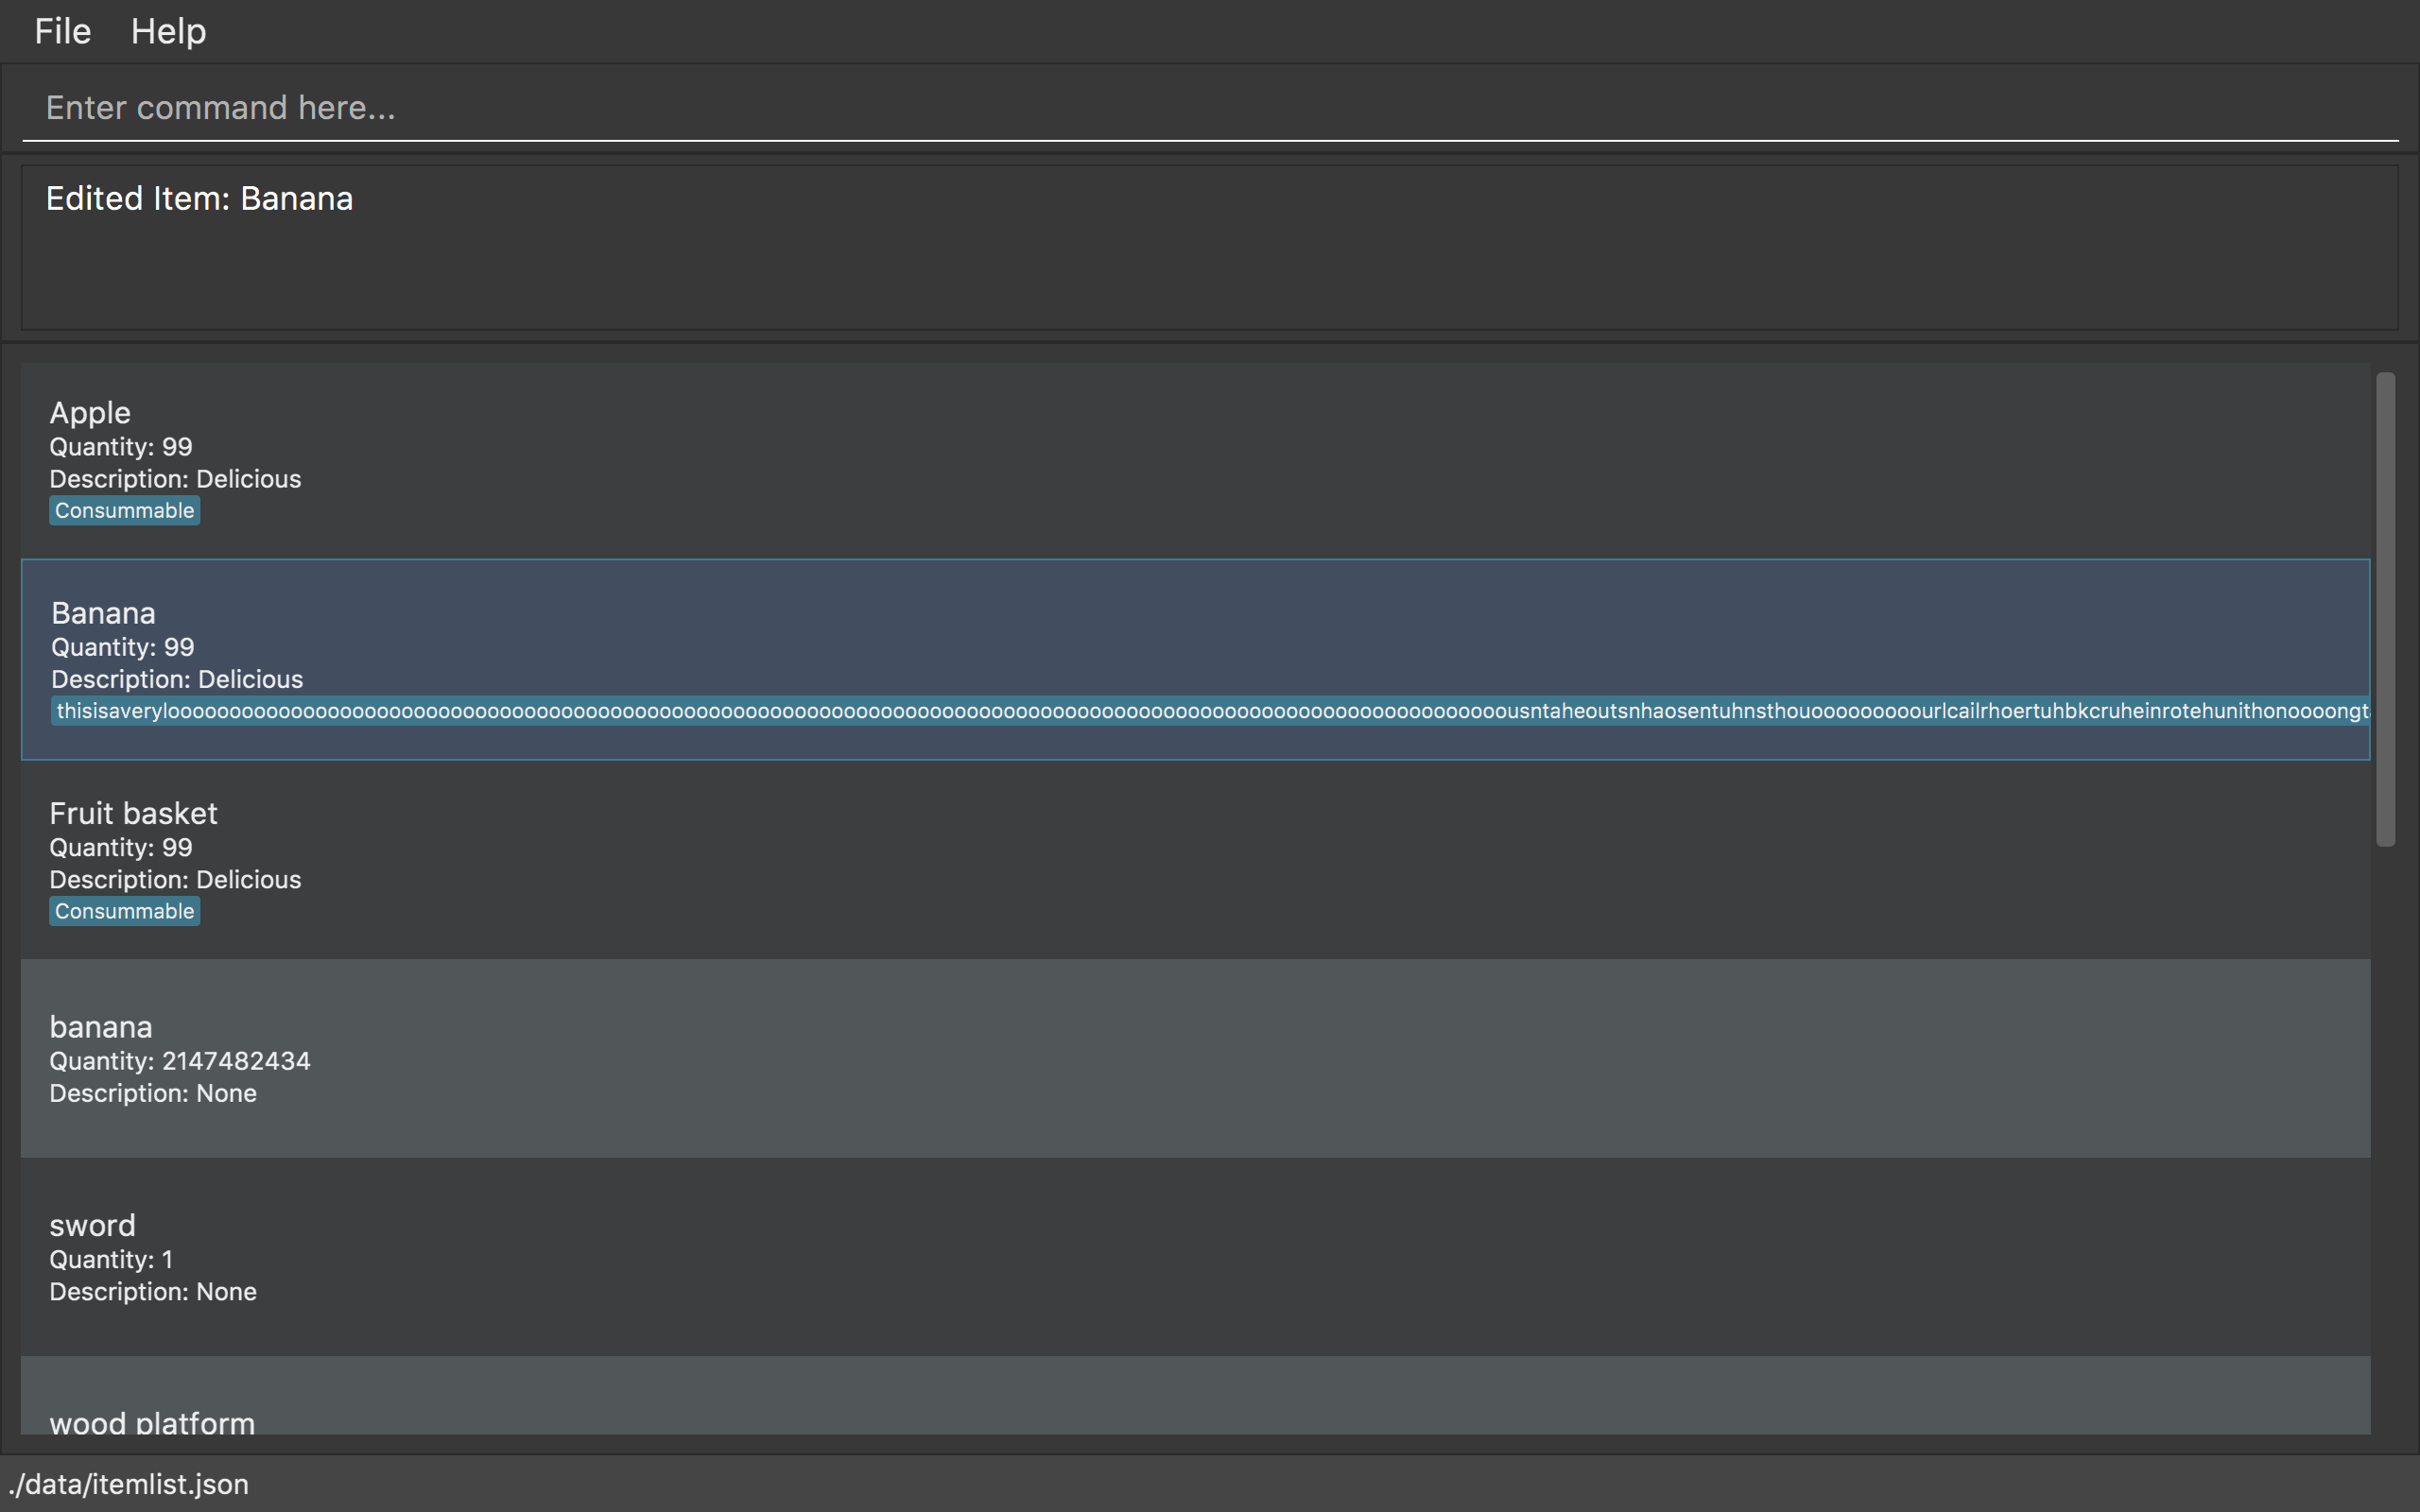 File Help
Enter command here...
Edited Item: Banana
Apple
Quantity: 99
Description: Delicious
Consummable
Banana
Quantity: 99
Description: Delicious
Fruit basket
Quantity: 99
Description: Delicious
Consummable
banana
Quantity: 2147482434
Description: None
sword
Quantity: 1
Description: None
wood platform
./data/itemlist.json